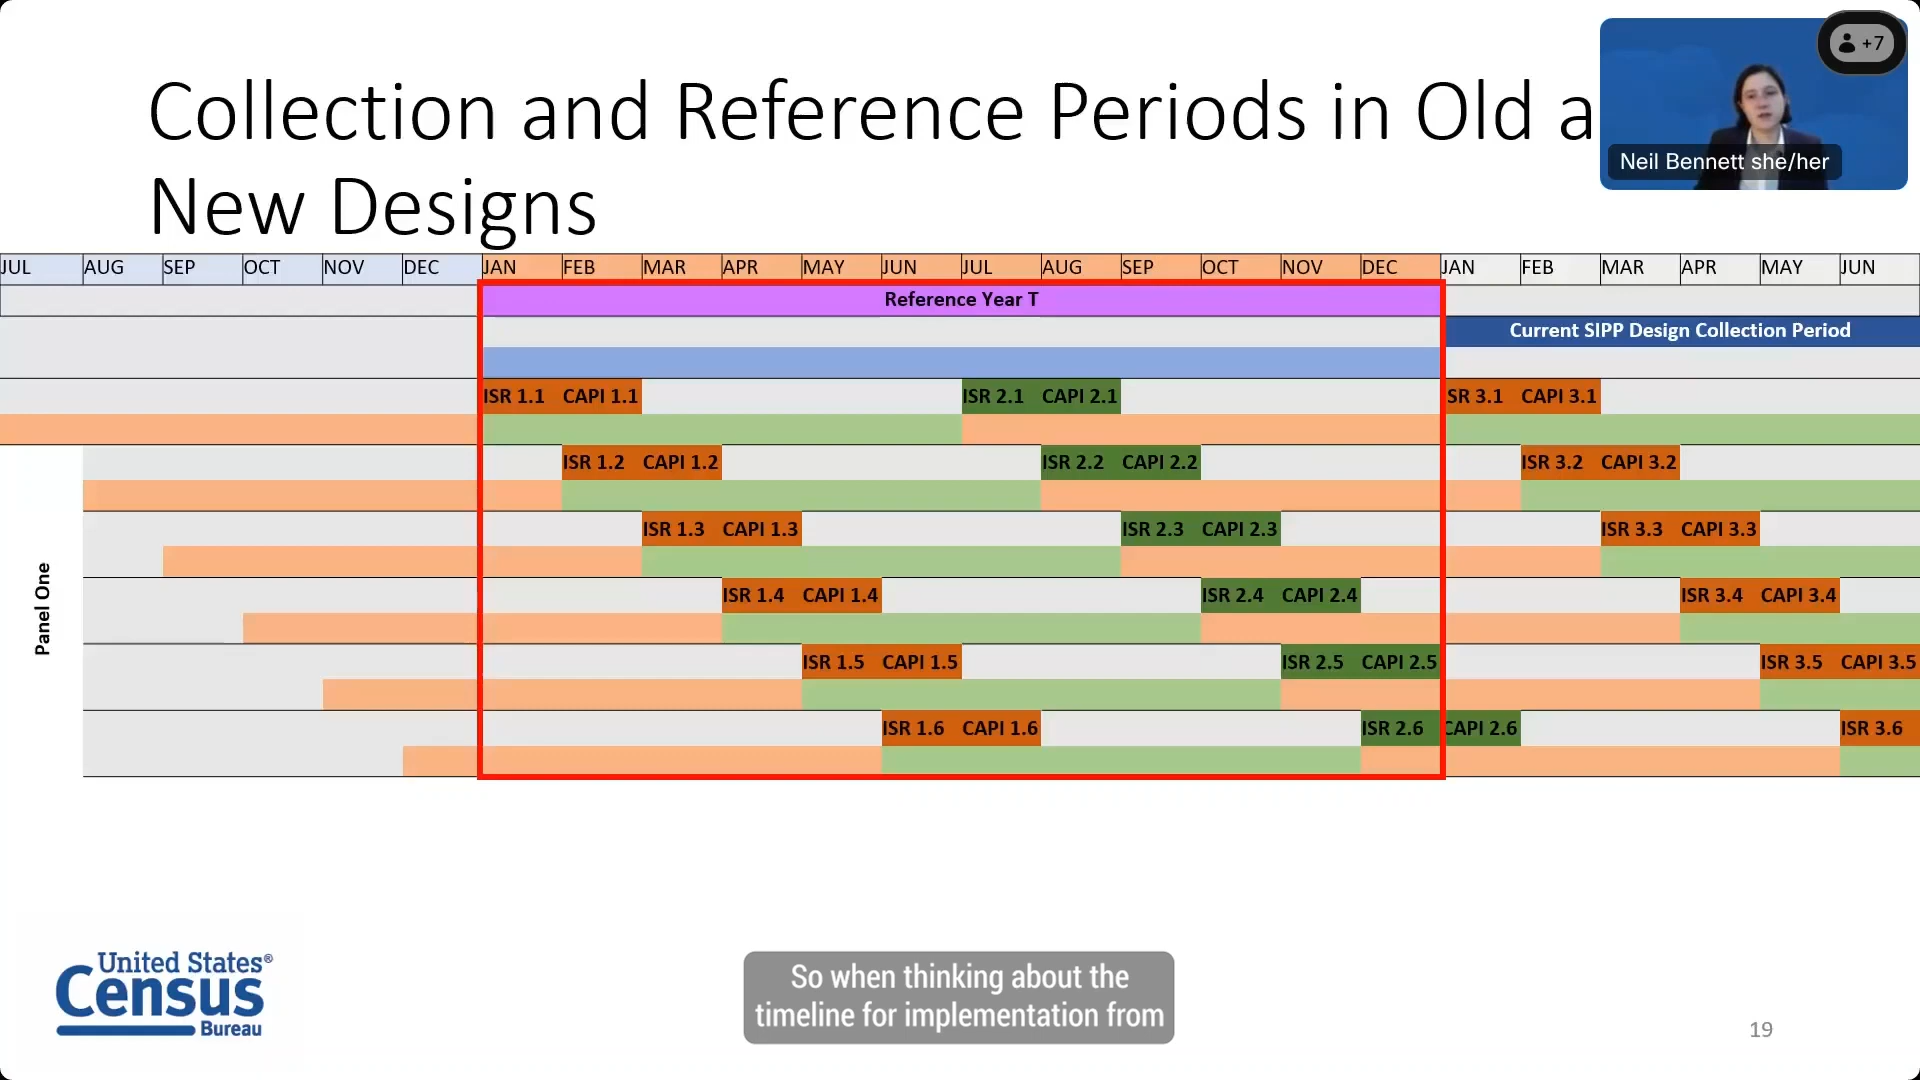 +7
Neil Bennett she/her
Collection and Reference Periods in Old a
New Designs
JUL AUG SEP OCT NOV DEC JAN FEB MAR APR MAY JUN JUL AUG SEP OCT NOV DEC JAN FEB MAR APR MAY JUN
Reference Year T
Current SIPP Design Collection Period
ISR 1.1 CAPI 1.1 ISR 2.1 CAPI 2.1 SR 3.1 CAPI 3.1
ISR 1.2 CAPI 1.2 ISR 2.2 CAPI 2.2 ISR 3.2 CAPI 3.2
ISR 1.3 CAPI 1.3 ISR 2.3 CAPI 2.3 ISR 3.3 CAPI 3.3
Panel One
ISR 1.4 CAPI 1.4 ISR 2.4 CAPI 2.4 ISR 3.4 CAPI 3.4
ISR 1.5 CAPI 1.5 ISR 2.5 CAPI 2.5 ISR 3.5 CAPI 3.5
ISR 1.6 CAPI 1.6 ISR 2.6 CAPI 2.6 ISR 3.6
United States®
Census
Bureau
So when thinking about the
timeline for implementation from
19